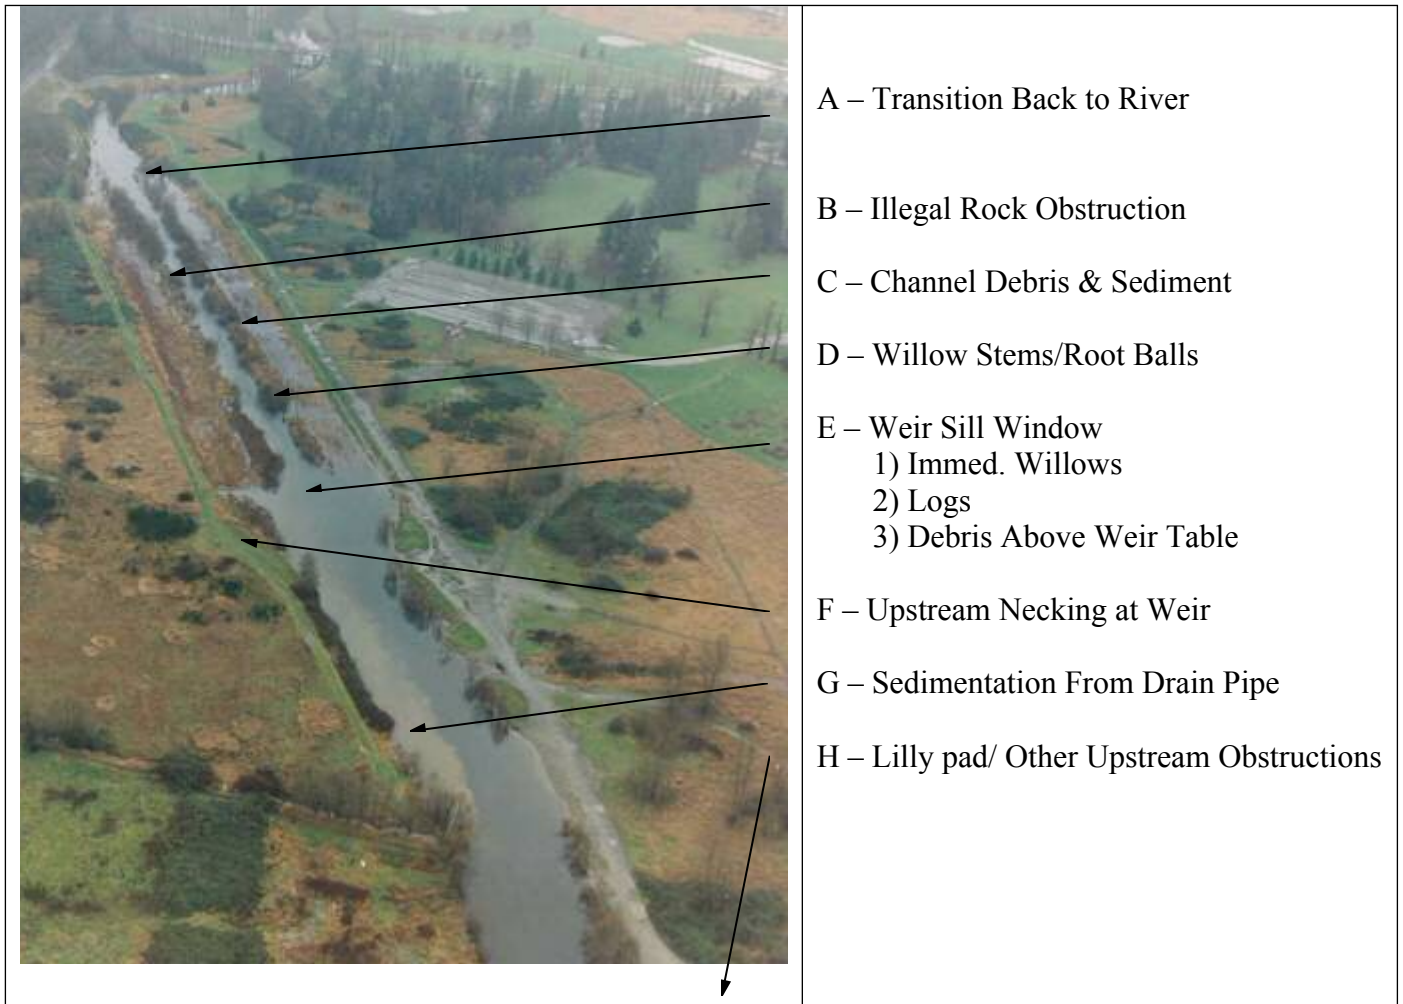 A – Transition Back to River
B – Illegal Rock Obstruction
C – Channel Debris & Sediment
D – Willow Stems/Root Balls
E – Weir Sill Window
1) Immed. Willows
2) Logs
3) Debris Above Weir Table
F – Upstream Necking at Weir
G – Sedimentation From Drain Pipe
H – Lilly pad/ Other Upstream Obstructions